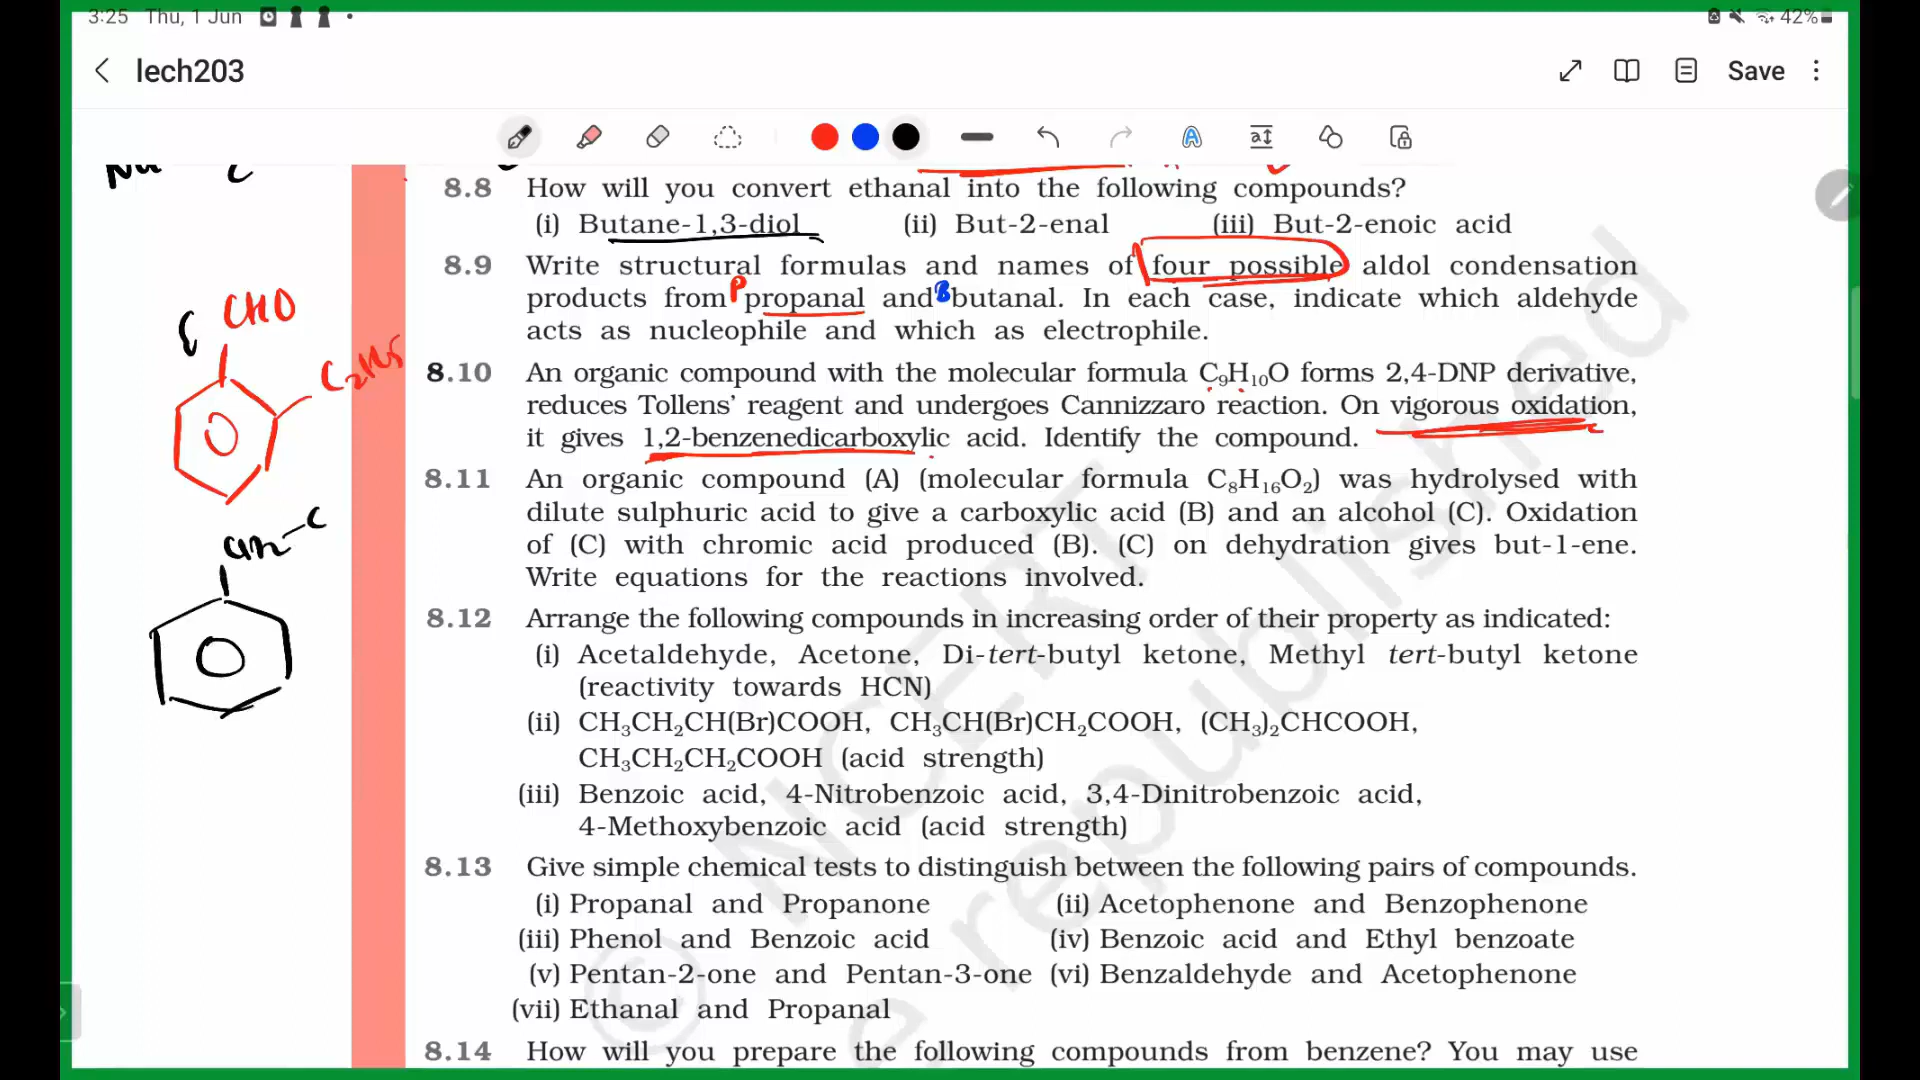 3:25 Thu, 1 Jun
42%
lech203
Save
8.8 How will you convert ethanal into the following compounds?
(i) Butane-1,3-diol (ii) But-2-enal (iii) But-2-enoic acid
8.9 Write structural formulas and names of four possible aldol condensation
products from P propanal and B butanal. In each case, indicate which aldehyde
acts as nucleophile and which as electrophile.
8.10 An organic compound with the molecular formula C₉H₁₀O forms 2,4-DNP derivative,
reduces Tollens' reagent and undergoes Cannizzaro reaction. On vigorous oxidation,
it gives 1,2-benzenedicarboxylic acid. Identify the compound.
8.11 An organic compound (A) (molecular formula C₈H₁₆O₂) was hydrolysed with
dilute sulphuric acid to give a carboxylic acid (B) and an alcohol (C). Oxidation
of (C) with chromic acid produced (B). (C) on dehydration gives but-1-ene.
Write equations for the reactions involved.
8.12 Arrange the following compounds in increasing order of their property as indicated:
(i) Acetaldehyde, Acetone, Di-tert-butyl ketone, Methyl tert-butyl ketone
(reactivity towards HCN)
(ii) CH₃CH₂CH(Br)COOH, CH₃CH(Br)CH₂COOH, (CH₃)₂CHCOOH,
CH₃CH₂CH₂COOH (acid strength)
(iii) Benzoic acid, 4-Nitrobenzoic acid, 3,4-Dinitrobenzoic acid,
4-Methoxybenzoic acid (acid strength)
8.13 Give simple chemical tests to distinguish between the following pairs of compounds.
(i) Propanal and Propanone (ii) Acetophenone and Benzophenone
(iii) Phenol and Benzoic acid (iv) Benzoic acid and Ethyl benzoate
(v) Pentan-2-one and Pentan-3-one (vi) Benzaldehyde and Acetophenone
(vii) Ethanal and Propanal
8.14 How will you prepare the following compounds from benzene? You may use
CHO
C₂H₅
CH₂–C
© NCERT
republished